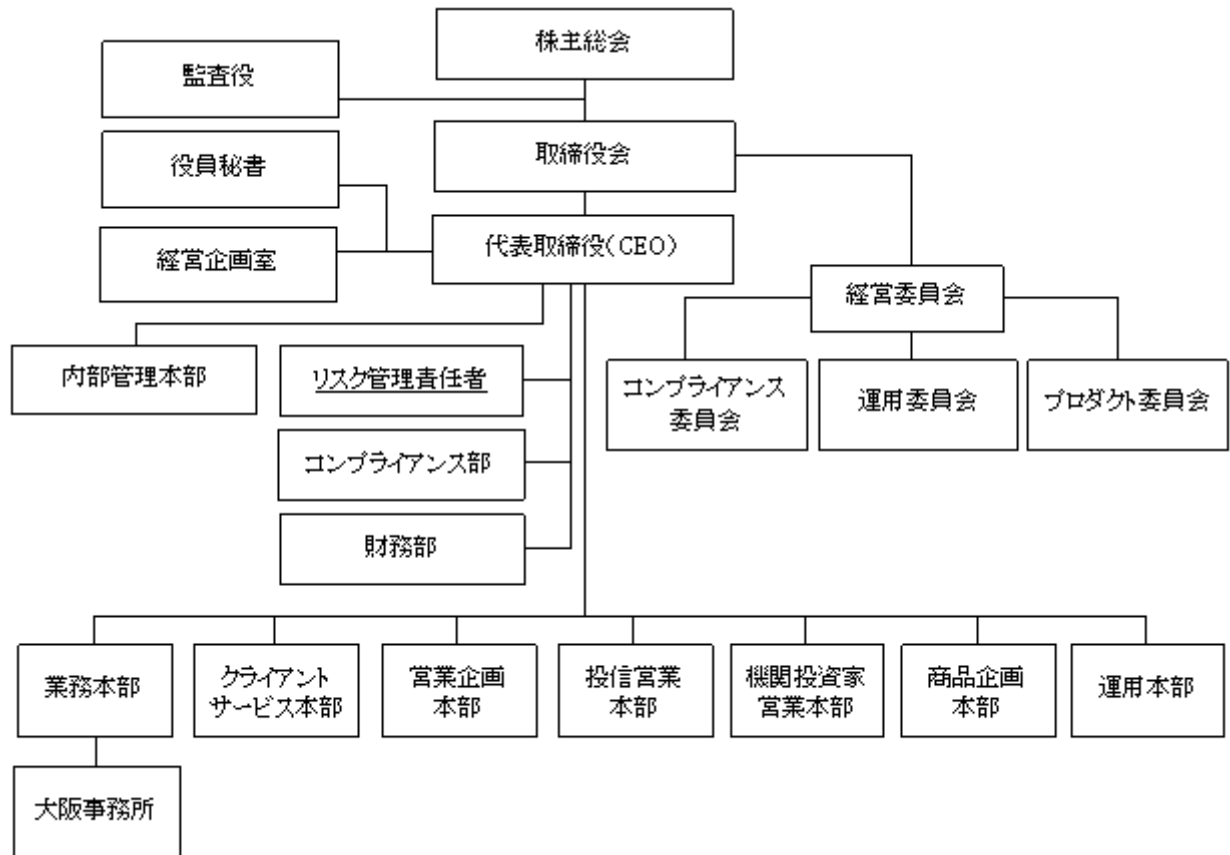 株主総会
監査役
取締役会
役員秘書
代表取締役(CEO)
経営企画室
経営委員会
内部管理本部
リスク管理責任者
コンプライアンス
委員会
運用委員会
プロダクト委員会
コンプライアンス部
財務部
業務本部
クライアント
サービス本部
営業企画
本部
投信営業
本部
機関投資家
営業本部
商品企画
本部
運用本部
大阪事務所